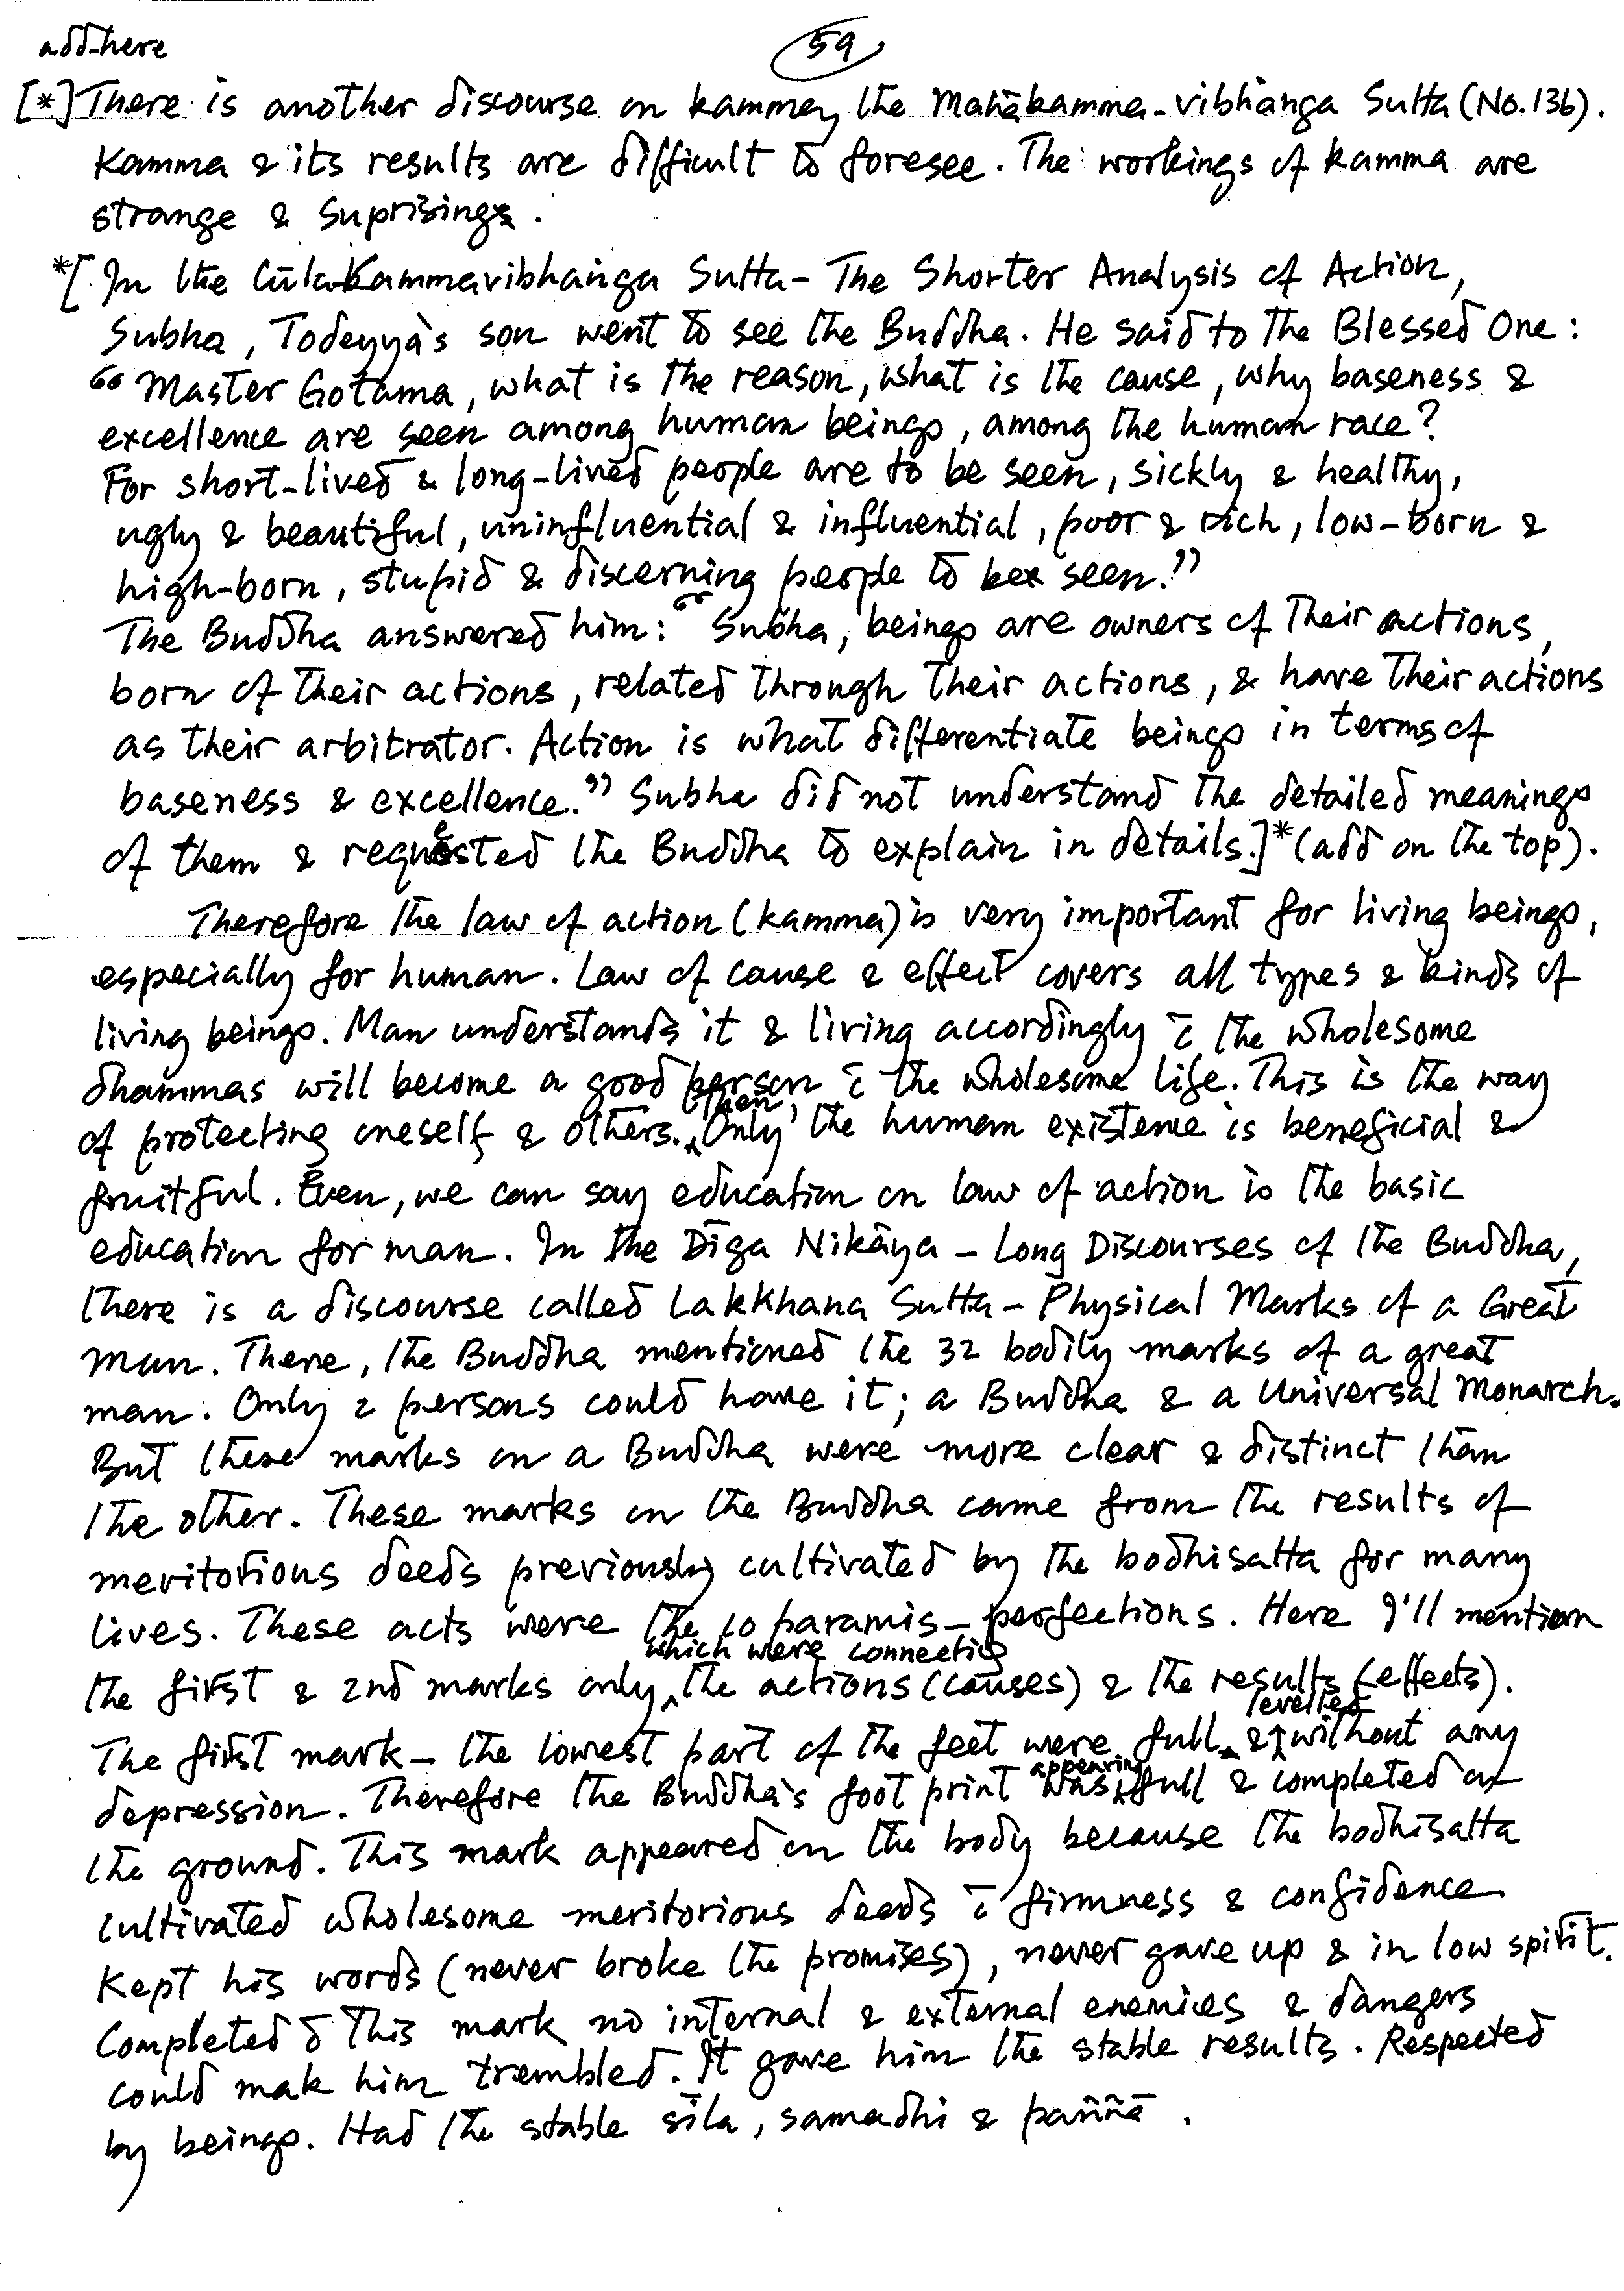 add-here
59
[*] There is another discourse on kamma, the Mahākamma-vibhānga Sutta (No.136).
Kamma & its results are difficult to foresee. The workings of kamma are
strange & suprising.
*[ In the Cūla-Kammavibhaṅga Sutta – The Shorter Analysis of Action,
Subha, Todeyya's son went to see the Buddha. He said to the Blessed One :
“ Master Gotama, what is the reason, what is the cause, why baseness &
excellence are seen among human beings, among the human race ?
For short-lived & long-lived people are to be seen, sickly & healthy,
ugly & beautiful, uninfluential & influential, poor & rich, low-born &
high-born, stupid & discerning people to be seen.”
The Buddha answered him : “ Subha, beings are owners of their actions,
born of their actions, related through their actions, & have their actions
as their arbitrator. Action is what differentiate beings in terms of
baseness & excellence.” Subha did not understand the detailed meanings
of them & requested the Buddha to explain in details.]* (add on the top).
Therefore the law of action (kamma) is very important for living beings,
especially for human. Law of cause & effect covers all types & kinds of
living beings. Man understands it & living accordingly c̄ the wholesome
dhammas will become a good person c̄ the wholesome life. This is the way
of protecting oneself & others. Only then, the human existence is beneficial &
fruitful. Even, we can say education on law of action is the basic
education for man. In the Dīga Nikāya – Long Discourses of the Buddha,
there is a discourse called Lakkhana Sutta – Physical Marks of a Great
man. There, the Buddha mentioned the 32 bodily marks of a great
man. Only 2 persons could have it; a Buddha & a Universal Monarch.
But these marks on a Buddha were more clear & distinct than
the other. These marks on the Buddha came from the results of
meritorious deeds previously cultivated by the bodhisatta for many
lives. These acts were the 10 paramis – perfections. Here I'll mention
the first & 2nd marks only which were connecting the actions (causes) & the results (effects).
The first mark – the lowest part of the feet were full & levelled without any
depression. Therefore the Buddha's foot print was appearing full & completed on
the ground. This mark appeared on the body because the bodhisatta
cultivated wholesome meritorious deeds c̄ firmness & confidence
Kept his words (never broke the promises), never gave up & in low spirit.
Completed c̄ this mark no internal & external enemies & dangers
could mak him trembled. It gave him the stable results. Respected
by beings. Had the stable sīla, samadhi & paññā .